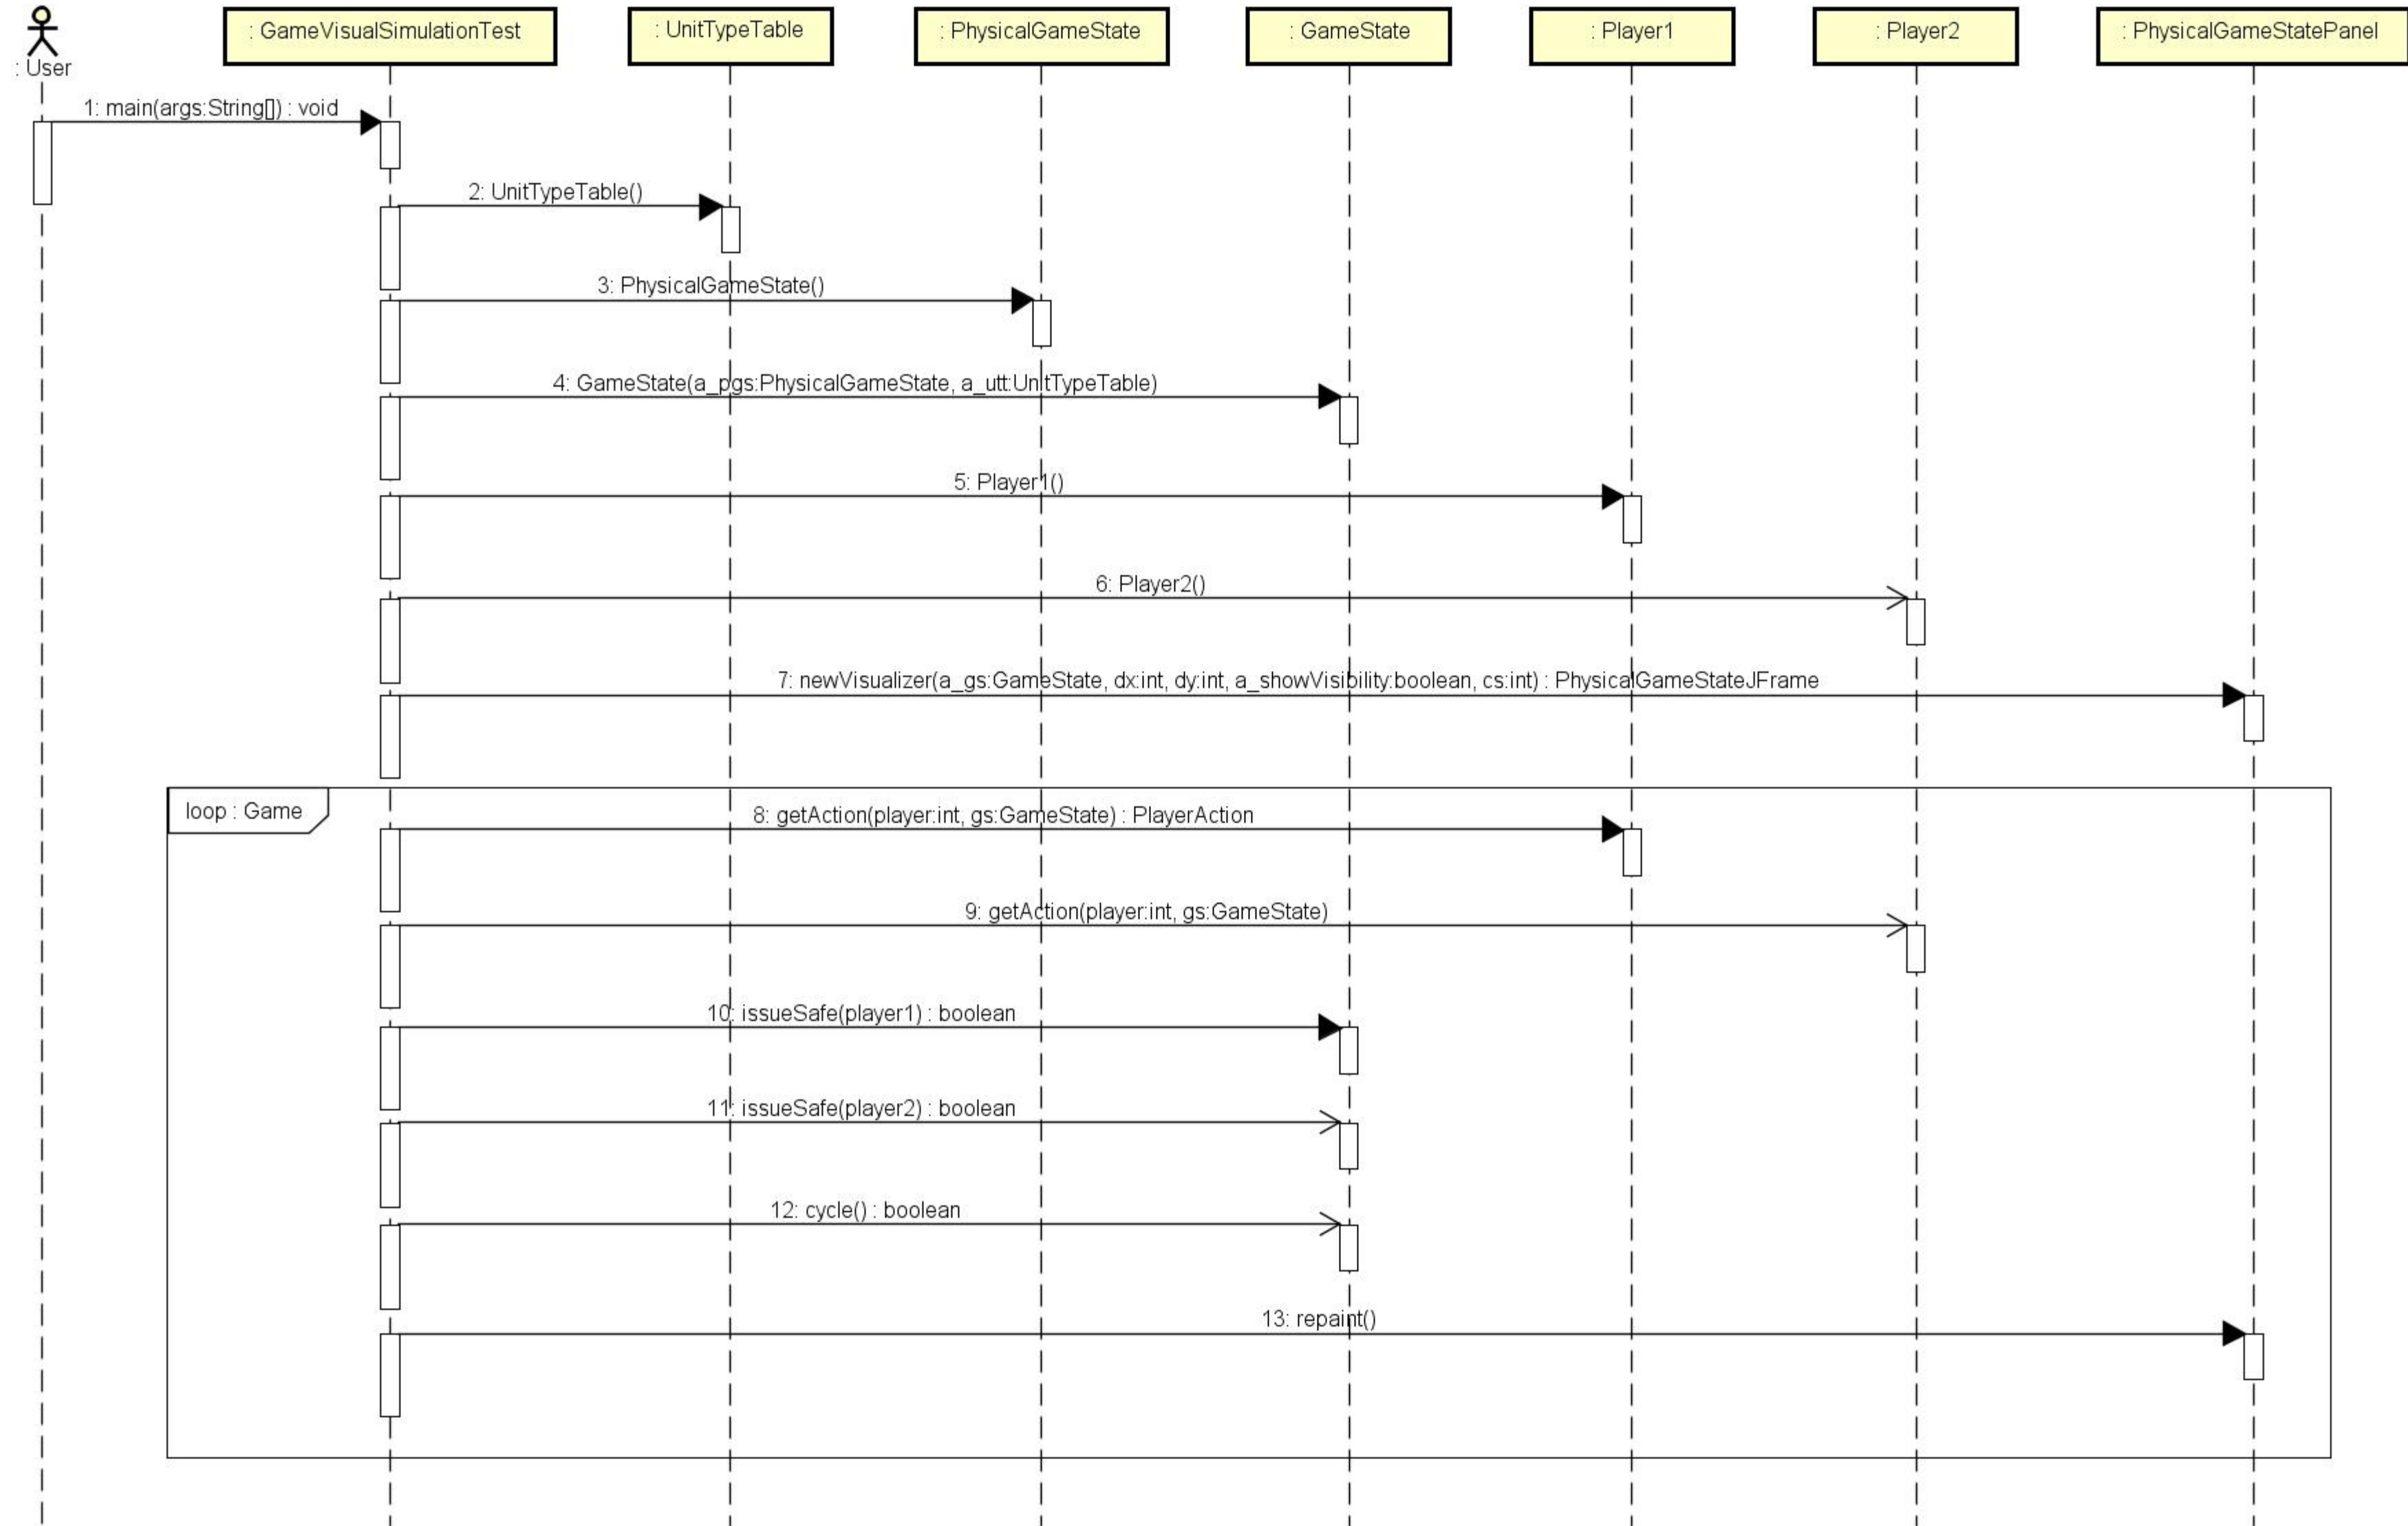 : User
: GameVisualSimulationTest
: UnitTypeTable
: PhysicalGameState
: GameState
: Player1
: Player2
: PhysicalGameStatePanel
1: main(args:String[]) : void
2: UnitTypeTable()
3: PhysicalGameState()
4: GameState(a_pgs:PhysicalGameState, a_utt:UnitTypeTable)
5: Player1()
6: Player2()
7: newVisualizer(a_gs:GameState, dx:int, dy:int, a_showVisibility:boolean, cs:int) : PhysicalGameStateJFrame
loop : Game
8: getAction(player:int, gs:GameState) : PlayerAction
9: getAction(player:int, gs:GameState)
10: issueSafe(player1) : boolean
11: issueSafe(player2) : boolean
12: cycle() : boolean
13: repaint()